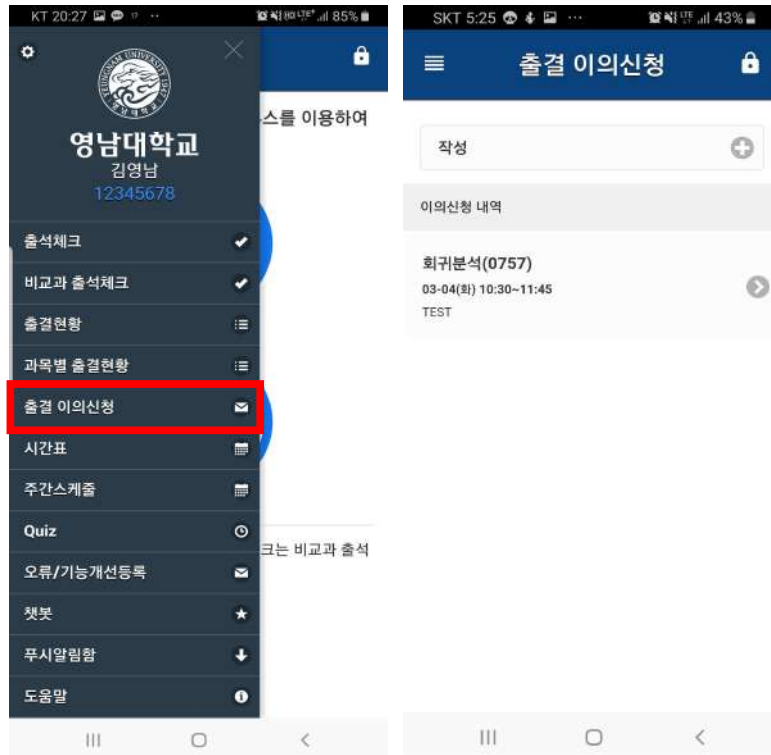 KT 20:27 85%
YEUNGNAM UNIVERSITY 1947
영남대학교
김영남
12345678
출석체크
비교과 출석체크
출결현황
과목별 출결현황
출결 이의신청
시간표
주간스케줄
Quiz
오류/기능개선등록
챗봇
푸시알림함
도움말
스를 이용하여
크는 비교과 출석
SKT 5:25 43%
출결 이의신청
작성
이의신청 내역
회귀분석(0757)
03-04(화) 10:30~11:45
TEST